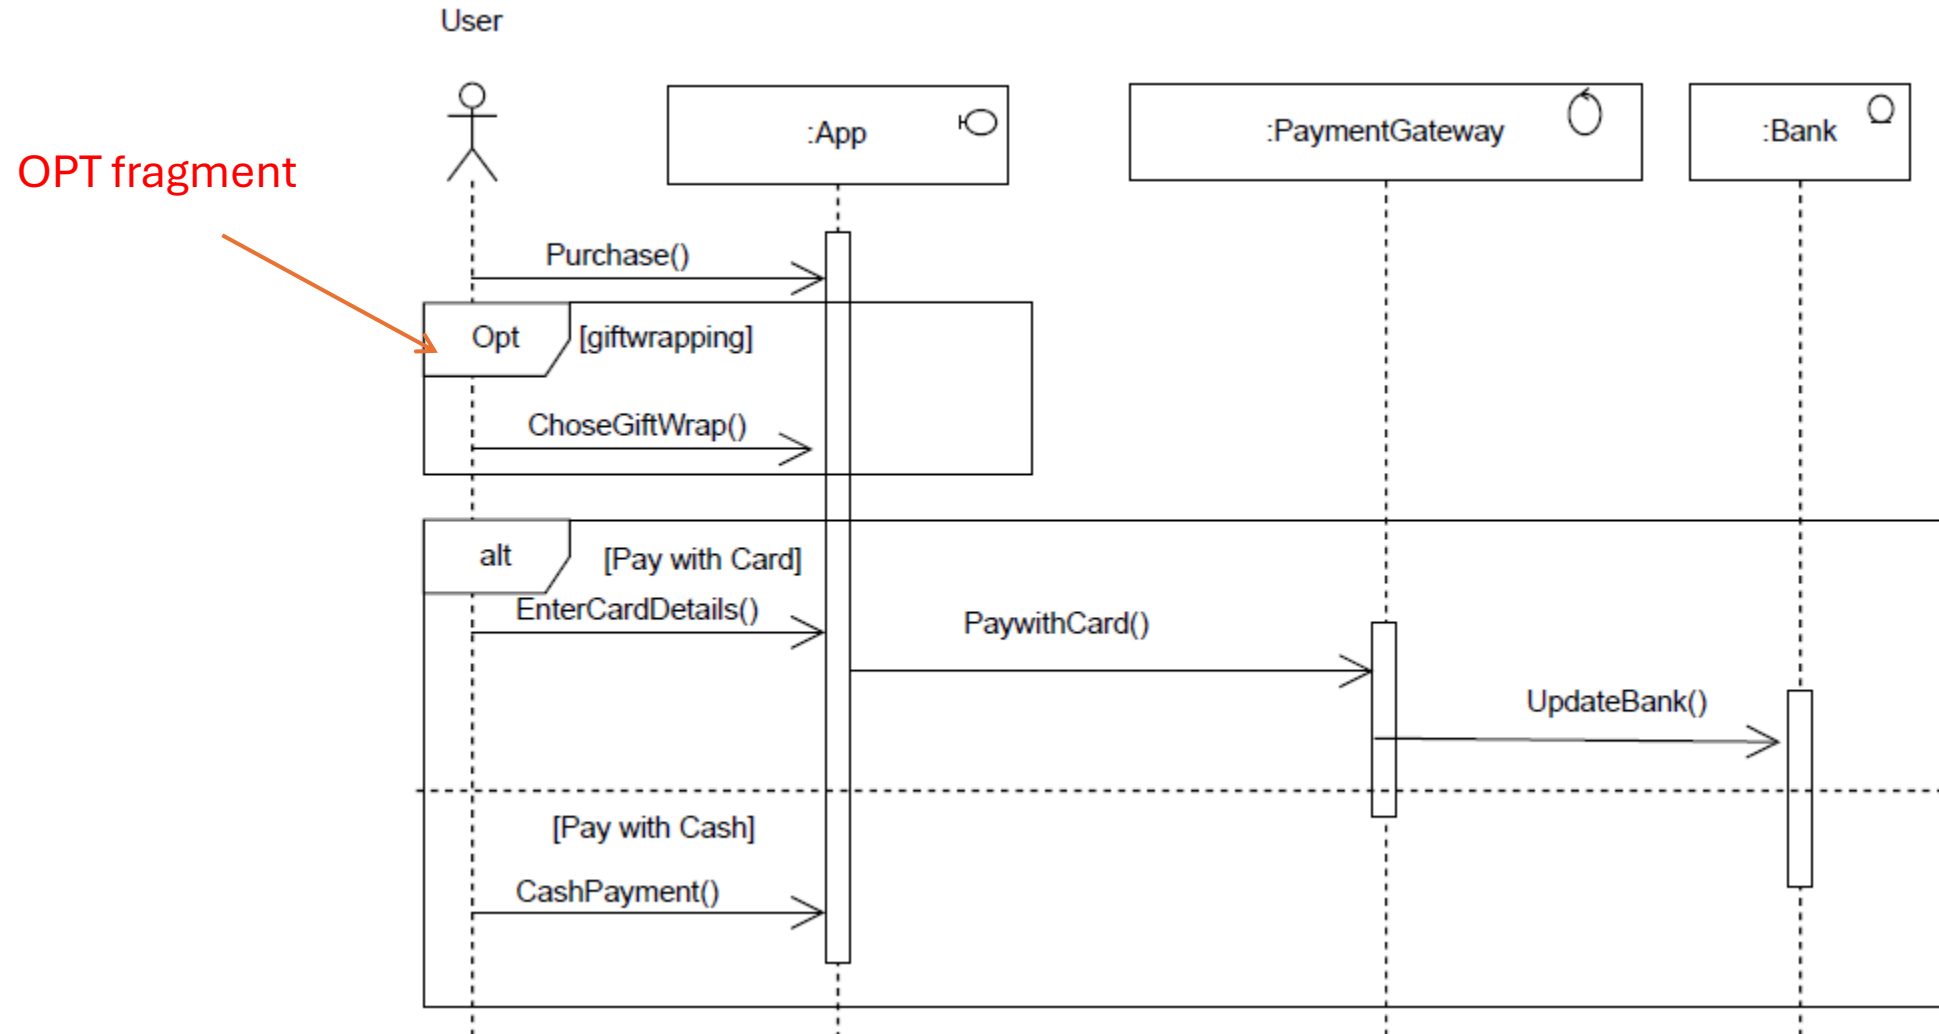 User
:App
:PaymentGateway
:Bank
OPT fragment
Purchase()
Opt
[giftwrapping]
ChoseGiftWrap()
alt
[Pay with Card]
EnterCardDetails()
PaywithCard()
UpdateBank()
[Pay with Cash]
CashPayment()